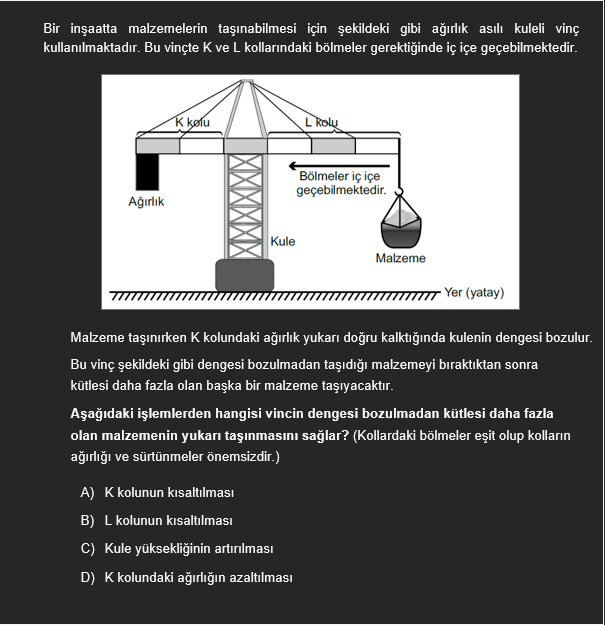 Bir inşaatta malzemelerin taşınabilmesi için şekildeki gibi ağırlık asılı kuleli vinç
kullanılmaktadır. Bu vinçte K ve L kollarındaki bölmeler gerektiğinde iç içe geçebilmektedir.
K kolu
L kolu
Bölmeler iç içe
geçebilmektedir.
Ağırlık
Kule
Malzeme
Yer (yatay)
Malzeme taşınırken K kolundaki ağırlık yukarı doğru kalktığında kulenin dengesi bozulur.
Bu vinç şekildeki gibi dengesi bozulmadan taşıdığı malzemeyi bıraktıktan sonra
kütlesi daha fazla olan başka bir malzeme taşıyacaktır.
Aşağıdaki işlemlerden hangisi vincin dengesi bozulmadan kütlesi daha fazla
olan malzemenin yukarı taşınmasını sağlar? (Kollardaki bölmeler eşit olup kolların
ağırlığı ve sürtünmeler önemsizdir.)
A) K kolunun kısaltılması
B) L kolunun kısaltılması
C) Kule yüksekliğinin artırılması
D) K kolundaki ağırlığın azaltılması